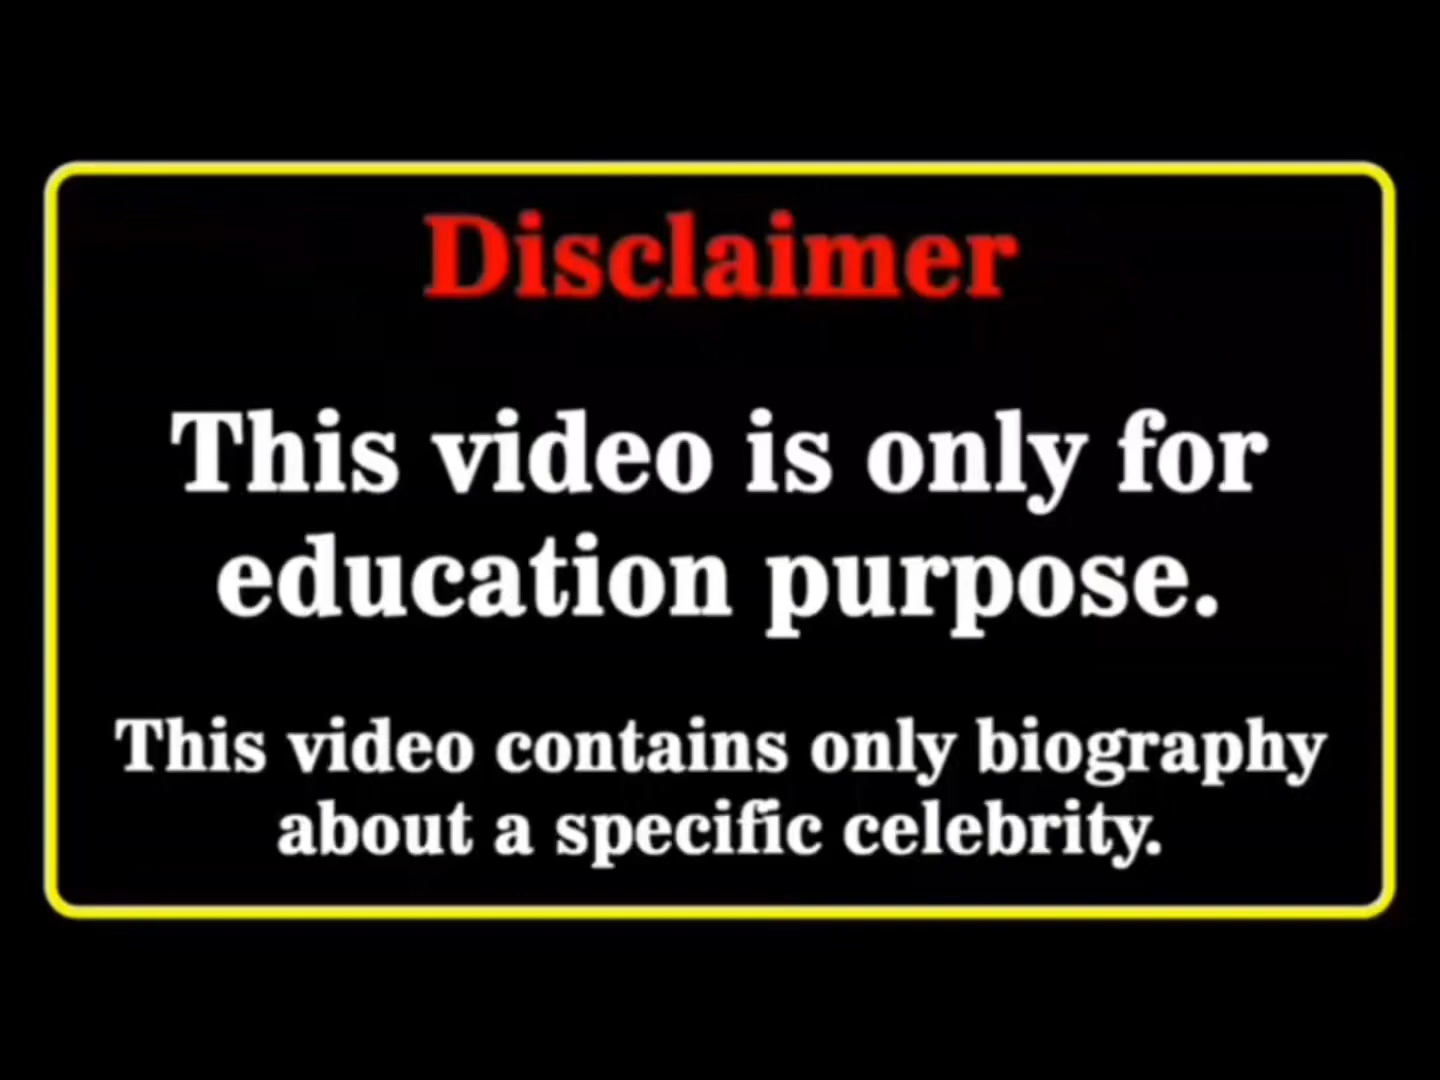 Disclaimer
This video is only for
education purpose.
This video contains only biography
about a specific celebrity.